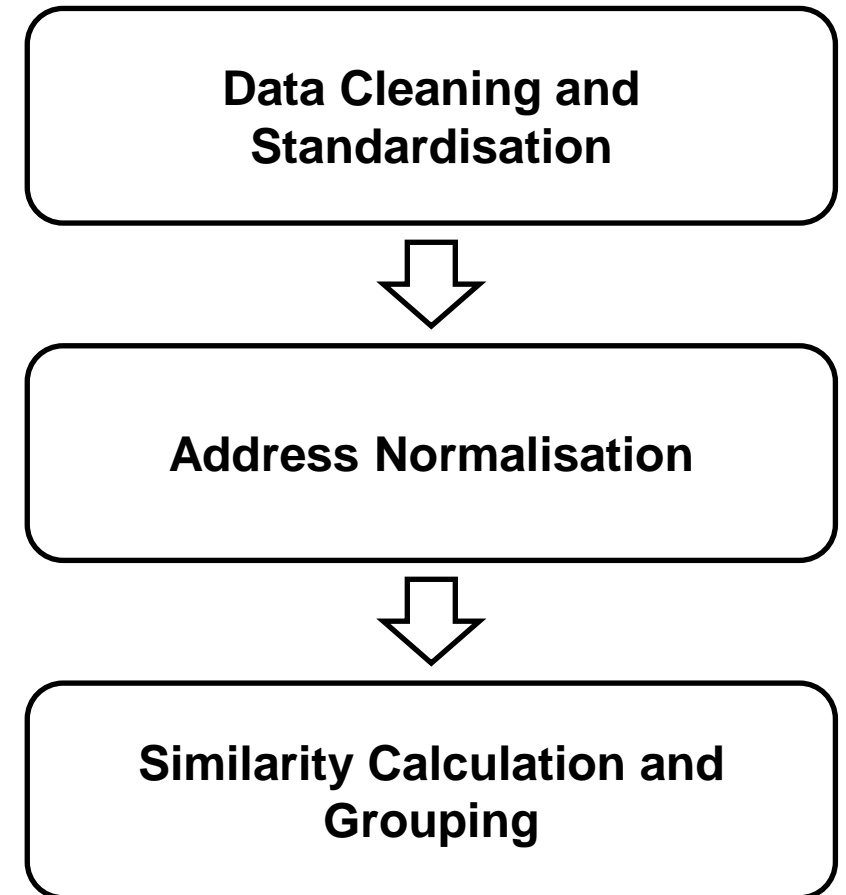 Data Cleaning and
Standardisation
Address Normalisation
Similarity Calculation and
Grouping